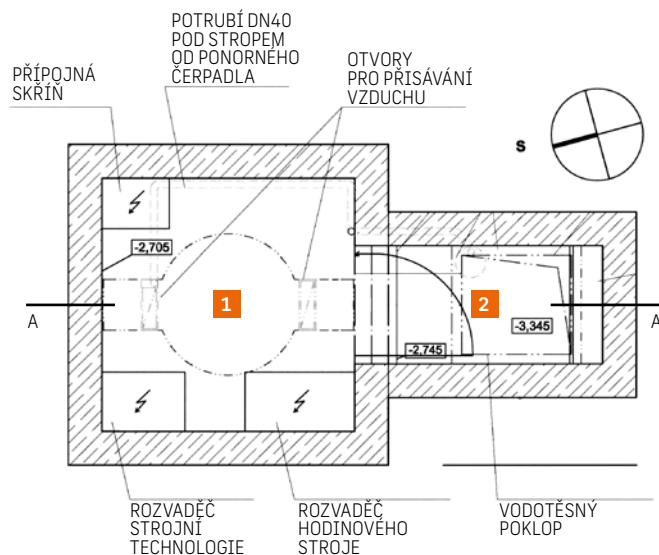 POTRUBÍ DN40
POD STROPEM
OD PONORNÉHO
ČERPADLA
PŘÍPOJNÁ
SKŘÍŇ
OTVORY
PRO PŘISÁVÁNÍ
VZDUCHU
S
-2,705
1
2
-3,345
A
A
-2,745
ROZVADĚČ
STROJNÍ
TECHNOLOGIE
ROZVADĚČ
HODINOVÉHO
STROJE
VODOTĚSNÝ
POKLOP